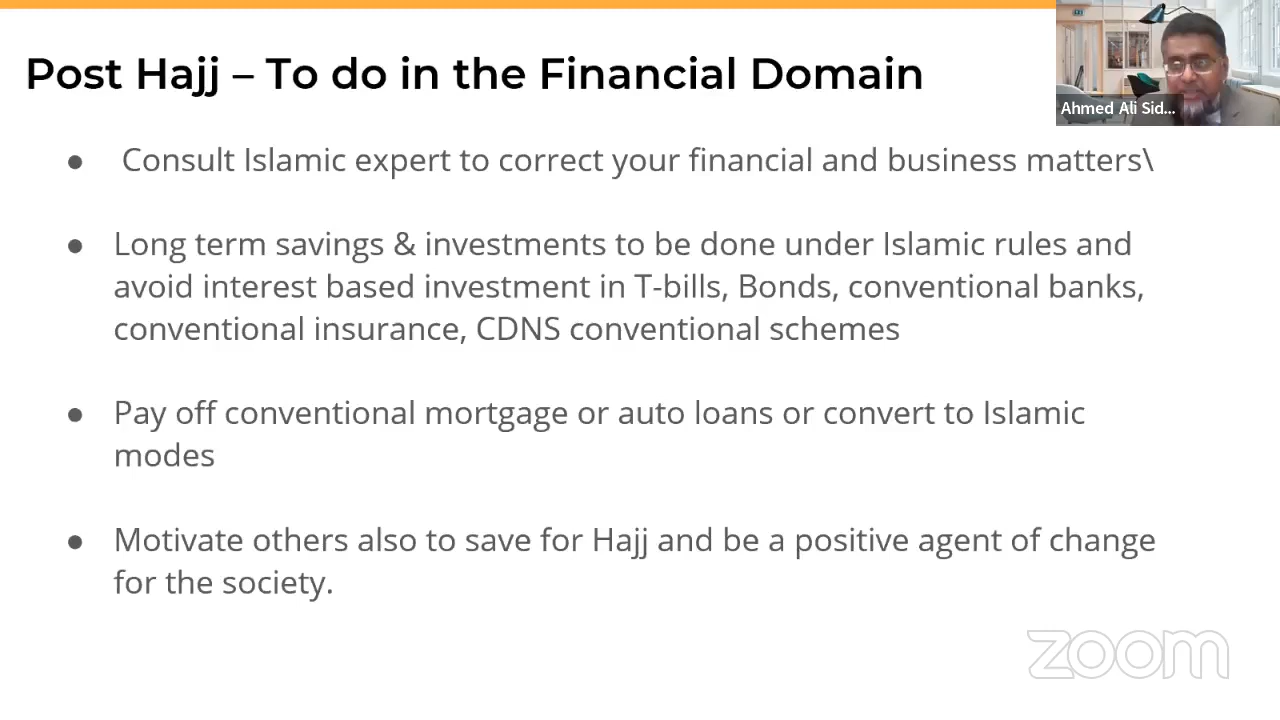 Post Hajj – To do in the Financial Domain
Ahmed Ali Sid...
● Consult Islamic expert to correct your financial and business matters\
● Long term savings & investments to be done under Islamic rules and
avoid interest based investment in T-bills, Bonds, conventional banks,
conventional insurance, CDNS conventional schemes
● Pay off conventional mortgage or auto loans or convert to Islamic
modes
● Motivate others also to save for Hajj and be a positive agent of change
for the society.
zoom